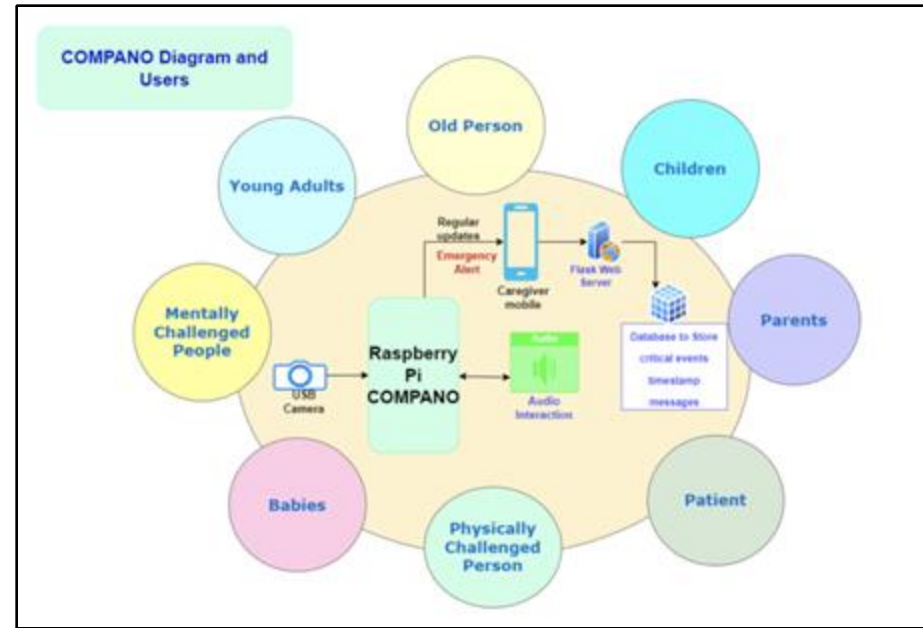 COMPANO Diagram and
Users
Old Person
Children
Young Adults
Regular
updates
Emergency
Alert
Caregiver
mobile
Flask Web
Server
Mentally
Challenged
People
Parents
Database to Store
critical events
timestamp
messages
Raspberry
Pi
COMPANO
Audio
Audio
Interaction
USB
Camera
Babies
Patient
Physically
Challenged
Person